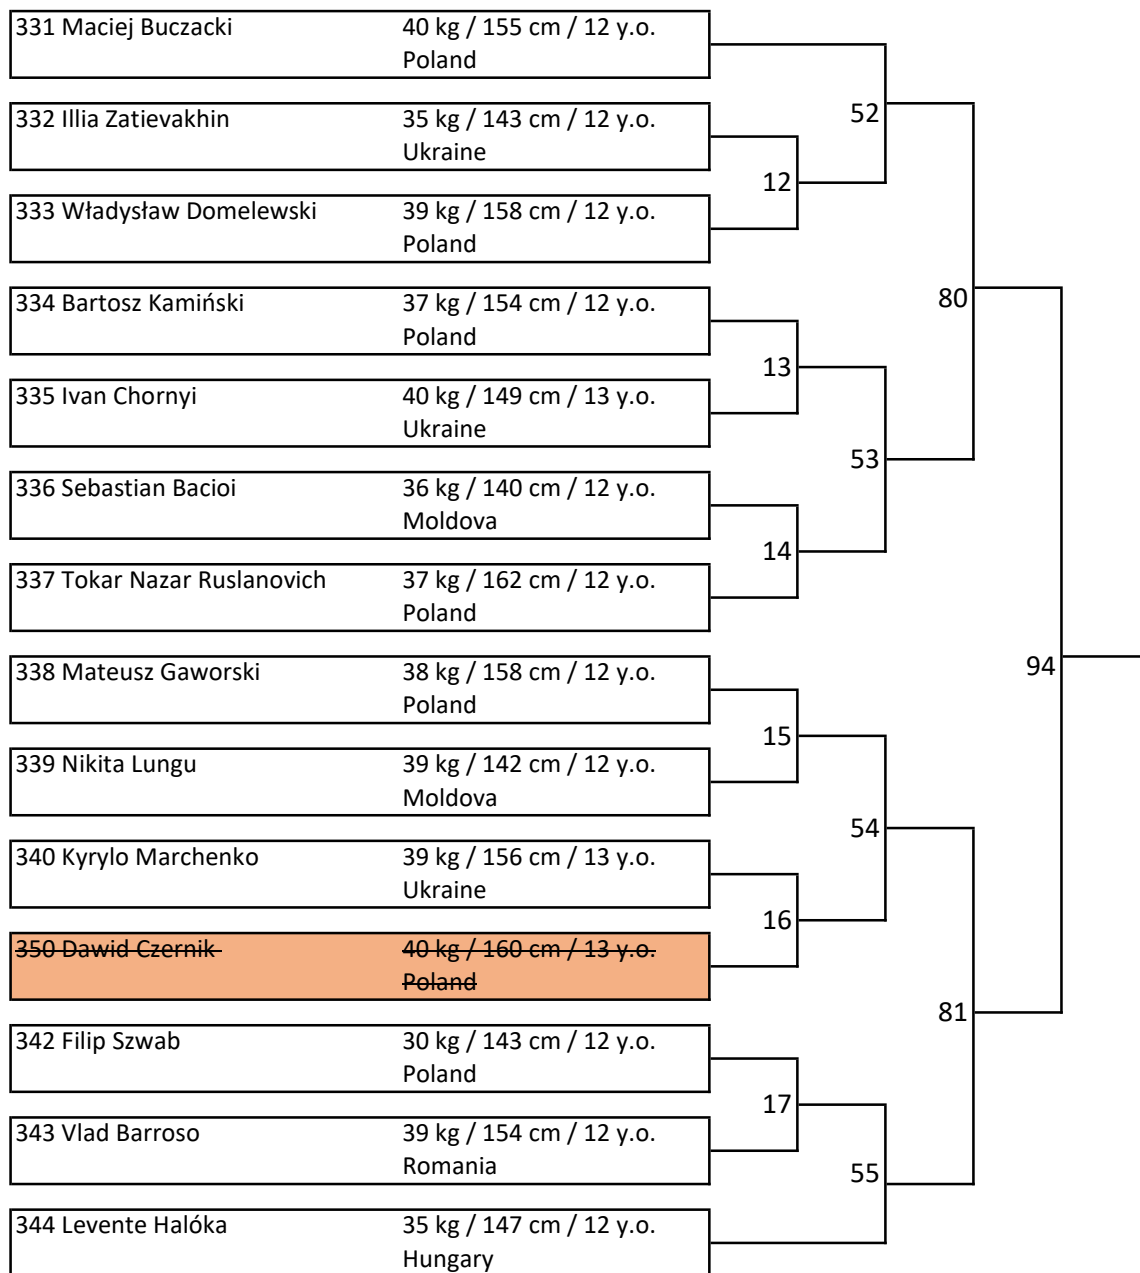 331 Maciej Buczacki 40 kg / 155 cm / 12 y.o.
Poland
52
332 Illia Zatievakhin 35 kg / 143 cm / 12 y.o.
Ukraine
12
333 Władysław Domelewski 39 kg / 158 cm / 12 y.o.
Poland
334 Bartosz Kamiński 37 kg / 154 cm / 12 y.o.
80
Poland
13
335 Ivan Chornyi 40 kg / 149 cm / 13 y.o.
Ukraine
53
336 Sebastian Bacioi 36 kg / 140 cm / 12 y.o.
Moldova
14
337 Tokar Nazar Ruslanovich 37 kg / 162 cm / 12 y.o.
Poland
338 Mateusz Gaworski 38 kg / 158 cm / 12 y.o.
94
Poland
15
339 Nikita Lungu 39 kg / 142 cm / 12 y.o.
Moldova
54
340 Kyrylo Marchenko 39 kg / 156 cm / 13 y.o.
Ukraine
16
350 Dawid Czernik 40 kg / 160 cm / 13 y.o.
Poland
81
342 Filip Szwab 30 kg / 143 cm / 12 y.o.
Poland
17
343 Vlad Barroso 39 kg / 154 cm / 12 y.o.
Romania
55
344 Levente Halóka 35 kg / 147 cm / 12 y.o.
Hungary